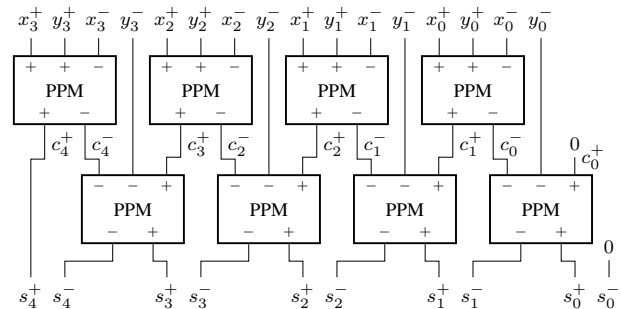 x₃⁺ y₃⁺ x₃⁻ y₃⁻ x₂⁺ y₂⁺ x₂⁻ y₂⁻ x₁⁺ y₁⁺ x₁⁻ y₁⁻ x₀⁺ y₀⁺ x₀⁻ y₀⁻
+ + − + + − + + − + + −
PPM PPM PPM PPM
+ − + − + − + −
c₄⁺ c₄⁻ c₃⁺ c₂⁻ c₂⁺ c₁⁻ c₁⁺ c₀⁻ 0 c₀⁺
− − + − − + − − + − − +
PPM PPM PPM PPM
− + − + − + − +
0
s₄⁺ s₄⁻ s₃⁺ s₃⁻ s₂⁺ s₂⁻ s₁⁺ s₁⁻ s₀⁺ s₀⁻